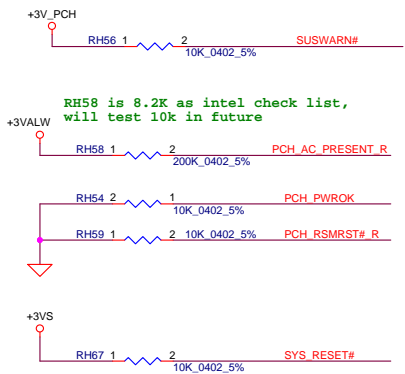 +3V_PCH
RH56 1 2 SUSWARN#
10K_0402_5%
RH58 is 8.2K as intel check list,
will test 10k in future
+3VALW
RH58 1 2 PCH_AC_PRESENT_R
200K_0402_5%
RH54 2 1 PCH_PWROK
10K_0402_5%
RH59 1 2 10K_0402_5% PCH_RSMRST#_R
+3VS
RH67 1 2 SYS_RESET#
10K_0402_5%